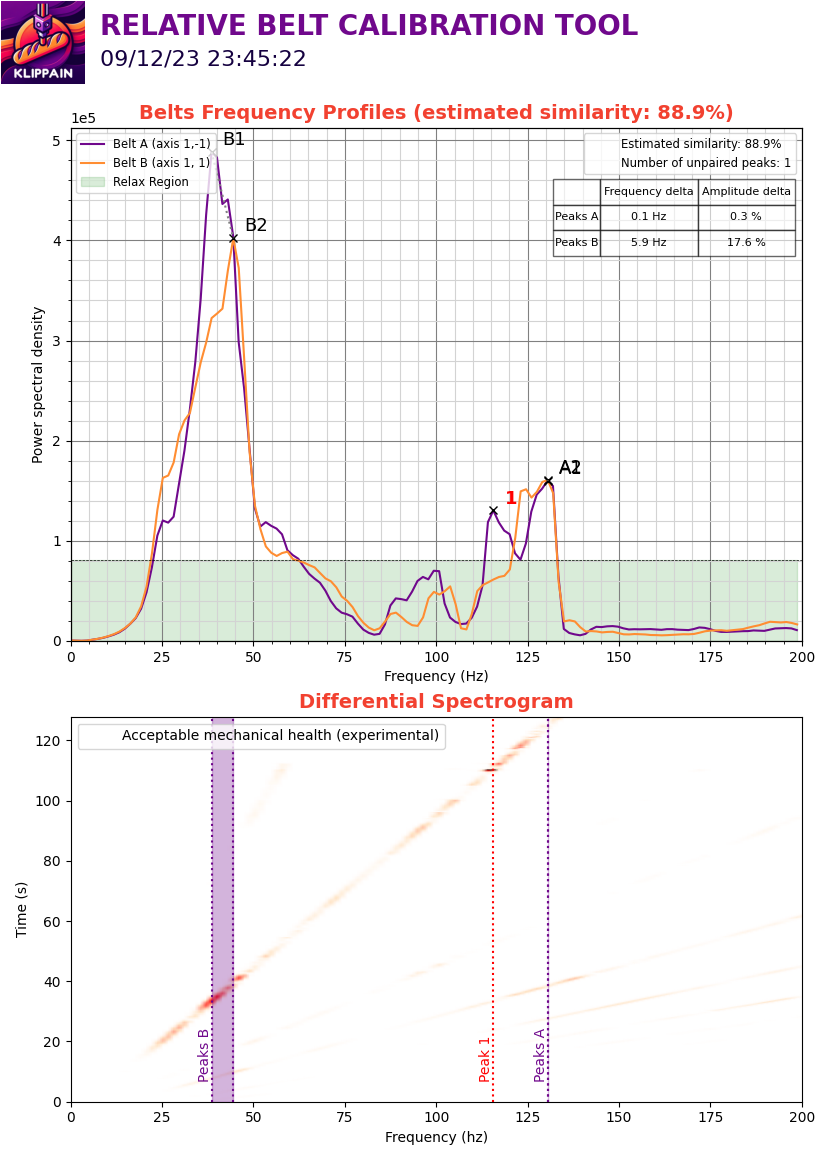 KLIPPAIN
RELATIVE BELT CALIBRATION TOOL
09/12/23 23:45:22
Belts Frequency Profiles (estimated similarity: 88.9%)
1e5
Belt A (axis 1,-1)
Belt B (axis 1, 1)
Relax Region
B1
B2
Estimated similarity: 88.9%
Number of unpaired peaks: 1
Frequency delta Amplitude delta
Peaks A 0.1 Hz 0.3 %
Peaks B 5.9 Hz 17.6 %
1
A2
5
4
3
2
1
0
Power spectral density
0 25 50 75 100 125 150 175 200
Frequency (Hz)
Differential Spectrogram
Acceptable mechanical health (experimental)
120
100
80
60
40
20
0
Time (s)
Peaks B
Peak 1
Peaks A
0 25 50 75 100 125 150 175 200
Frequency (hz)